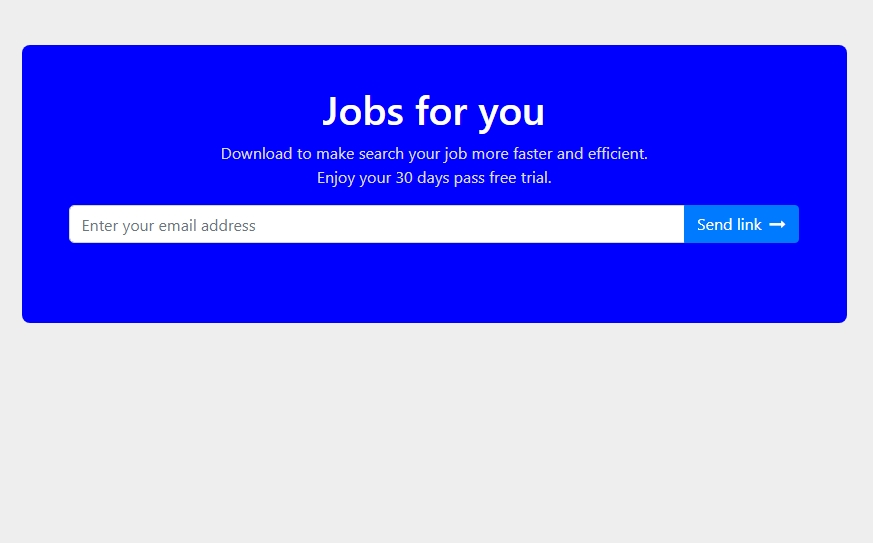 Jobs for you
Download to make search your job more faster and efficient.
Enjoy your 30 days pass free trial.
Enter your email address
Send link